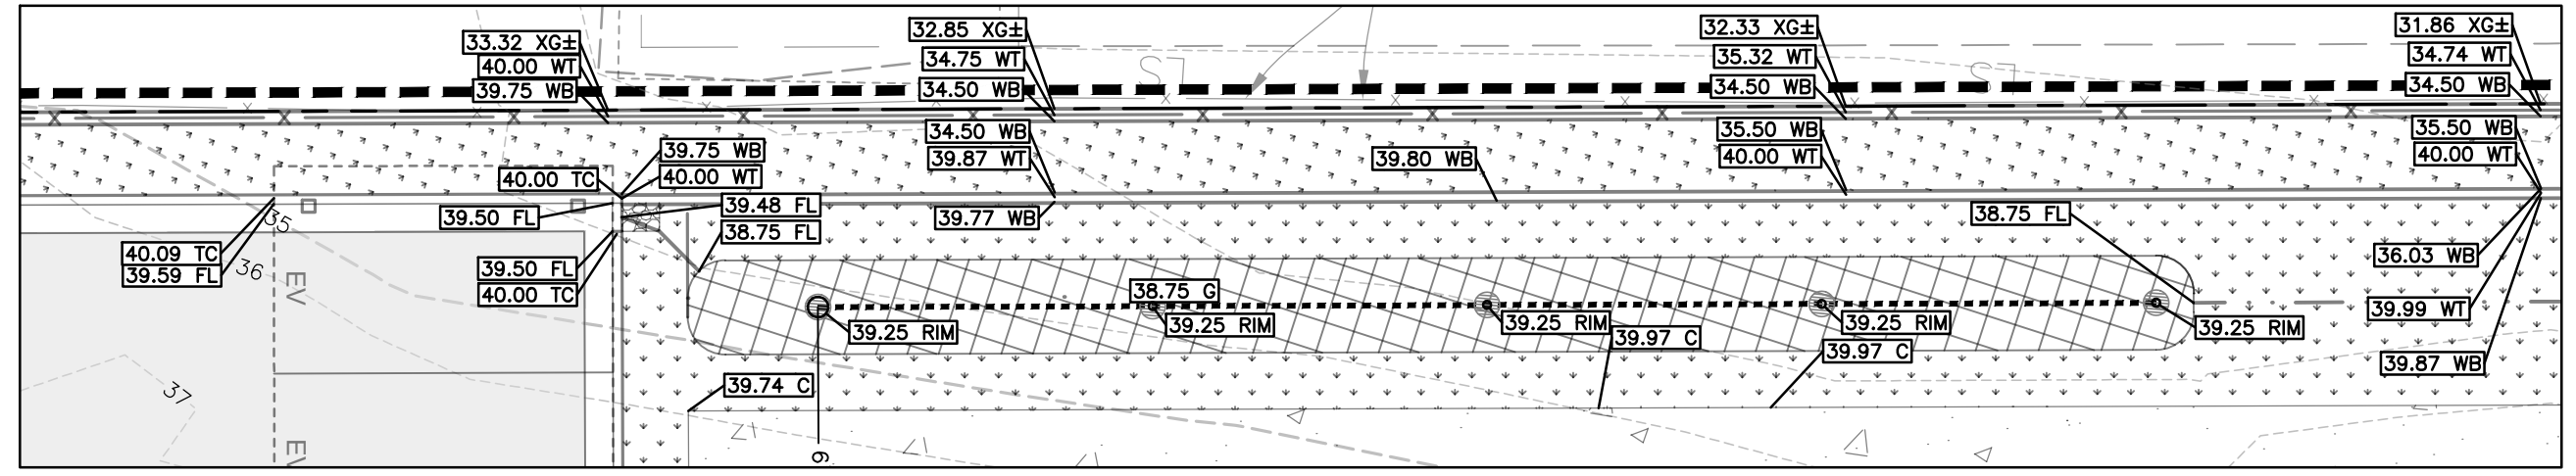 33.32 XG±
40.00 WT
39.75 WB
32.85 XG±
34.75 WT
34.50 WB
32.33 XG±
35.32 WT
34.50 WB
31.86 XG±
34.74 WT
34.50 WB
LS
LS
39.75 WB
40.00 WT
40.00 TC
34.50 WB
39.87 WT
39.80 WB
35.50 WB
40.00 WT
35.50 WB
40.00 WT
39.50 FL
39.48 FL
38.75 FL
39.77 WB
38.75 FL
40.09 TC
39.59 FL
35
36
EV
39.50 FL
40.00 TC
38.75 G
36.03 WB
39.25 RIM
39.25 RIM
39.25 RIM
39.25 RIM
39.25 RIM
39.99 WT
39.97 C
39.97 C
39.87 WB
39.74 C
37
EV